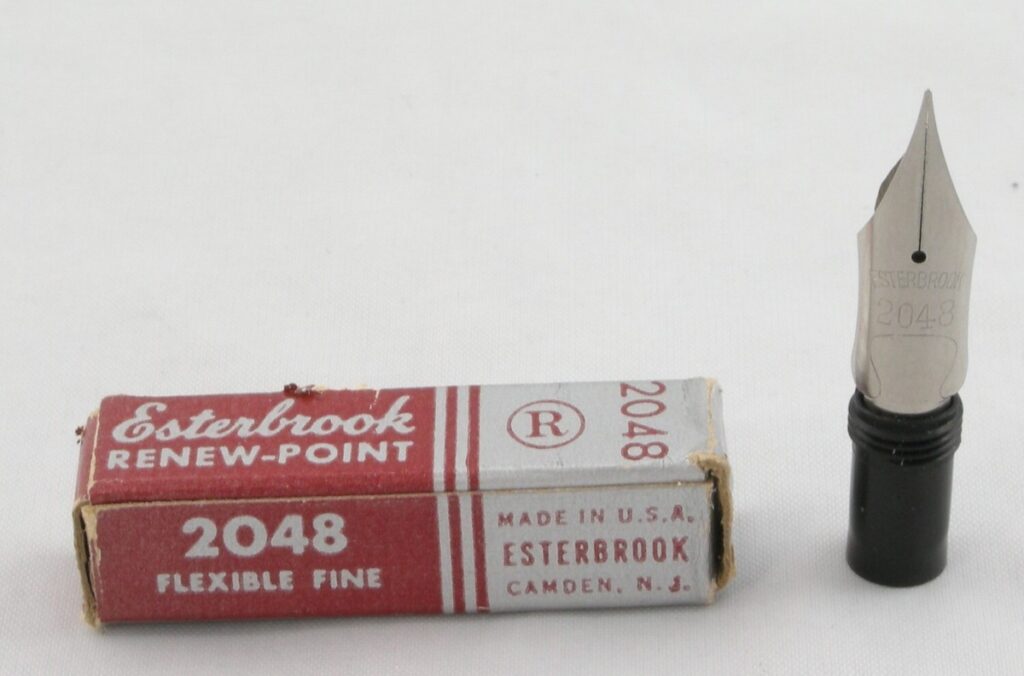 Esterbrook
RENEW-POINT
R
2048
2048
FLEXIBLE FINE
MADE IN U.S.A.
ESTERBROOK
CAMDEN, N.J.
ESTERBROOK
2048